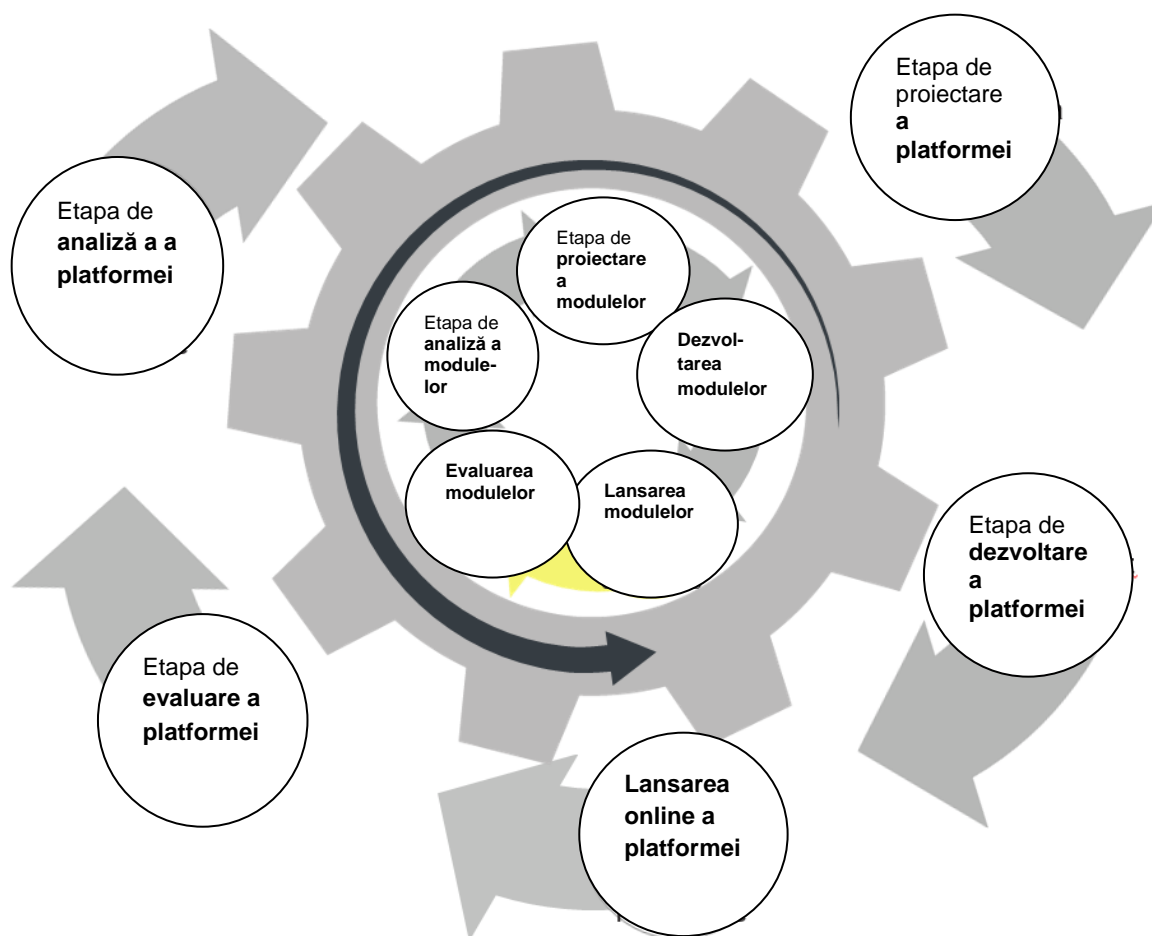 Etapa de
analiză a a
platformei
Etapa de
proiectare
a
platformei
Etapa de
dezvoltare
a
platformei
Lansarea
online a
platformei
Etapa de
evaluare a
platformei
Etapa de
analiză a
module-
lor
Etapa de
proiectare
a
modulelor
Dezvol-
tarea
modulelor
Lansarea
modulelor
Evaluarea
modulelor